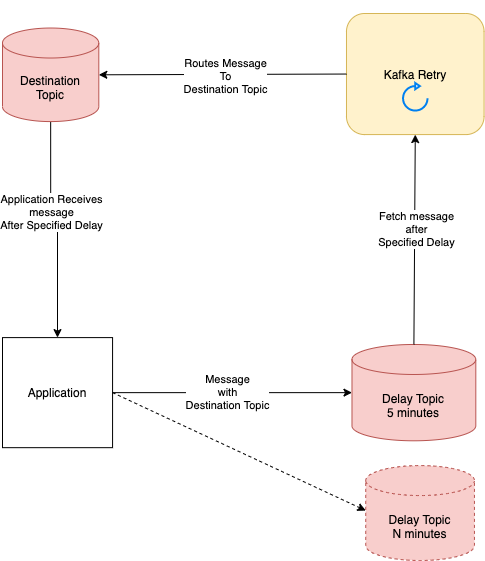 Destination
Topic
Routes Message
To
Destination Topic
Kafka Retry
Application Receives
message
After Specified Delay
Fetch message
after
Specified Delay
Application
Message
with
Destination Topic
Delay Topic
5 minutes
Delay Topic
N minutes